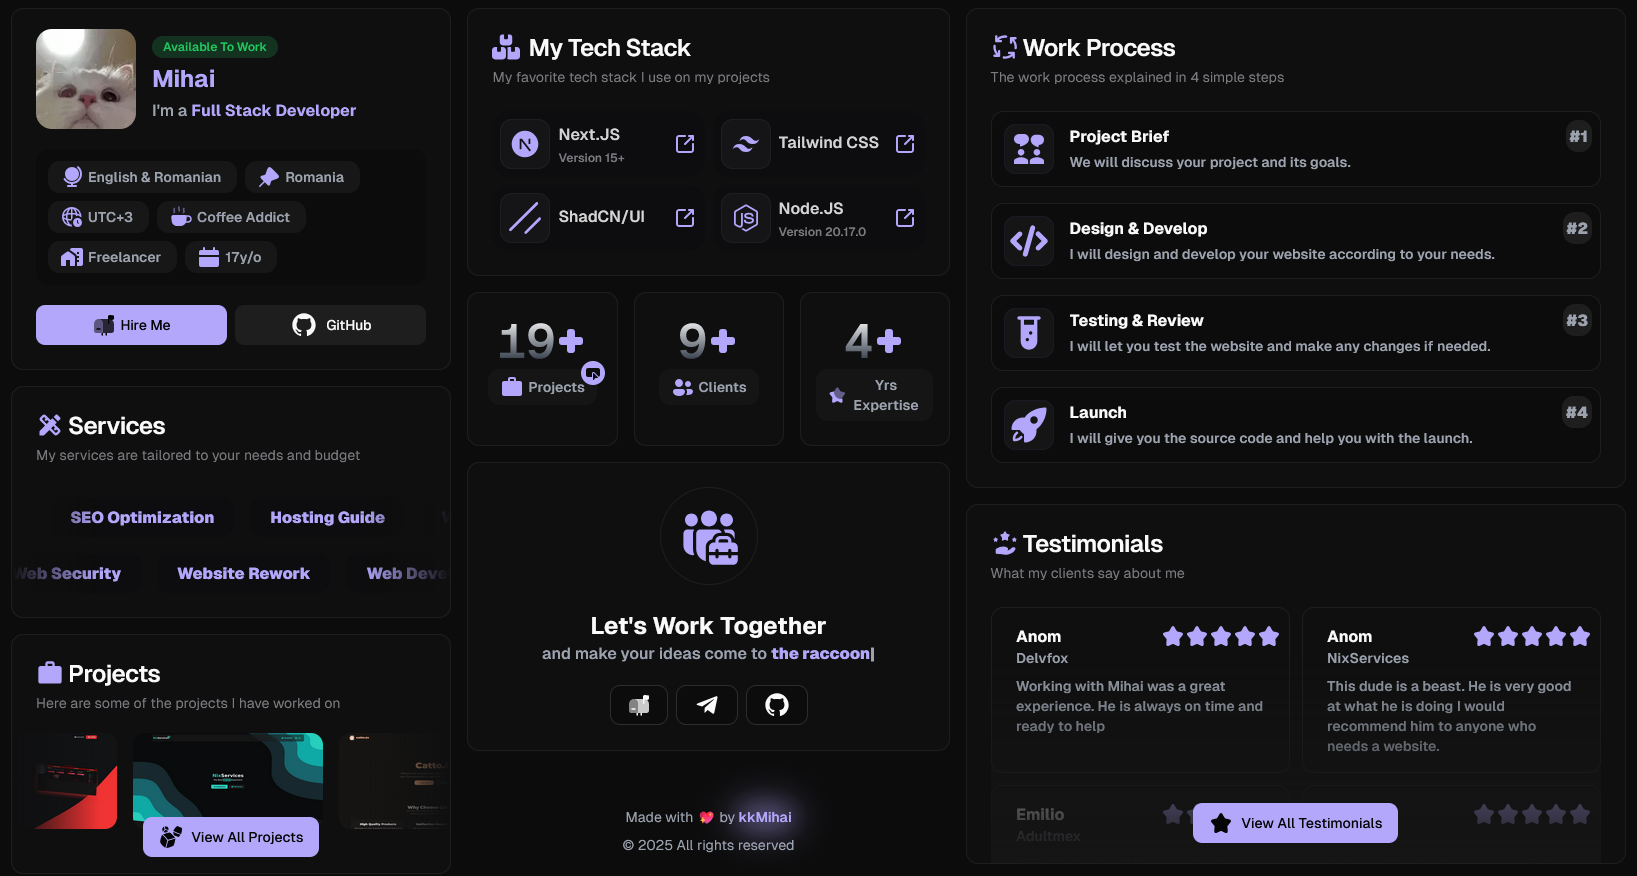 Available To Work
Mihai
I'm a Full Stack Developer
English & Romanian
Romania
UTC+3
Coffee Addict
Freelancer
17y/o
Hire Me
GitHub
Services
My services are tailored to your needs and budget
SEO Optimization
Hosting Guide
Web Security
Website Rework
Web Deve
Projects
Here are some of the projects I have worked on
NixServices
View All Projects
My Tech Stack
My favorite tech stack I use on my projects
Next.JS
Version 15+
Tailwind CSS
ShadCN/UI
Node.JS
Version 20.17.0
19+
Projects
9+
Clients
4+
Yrs
Expertise
Let's Work Together
and make your ideas come to the raccoon|
Made with 💖 by kkMihai
© 2025 All rights reserved
Work Process
The work process explained in 4 simple steps
Project Brief
#1
We will discuss your project and its goals.
Design & Develop
#2
I will design and develop your website according to your needs.
Testing & Review
#3
I will let you test the website and make any changes if needed.
Launch
#4
I will give you the source code and help you with the launch.
Testimonials
What my clients say about me
Anom
Delvfox
Working with Mihai was a great
experience. He is always on time and
ready to help
Anom
NixServices
This dude is a beast. He is very good
at what he is doing I would
recommend him to anyone who
needs a website.
Emilio
Adultmex
View All Testimonials